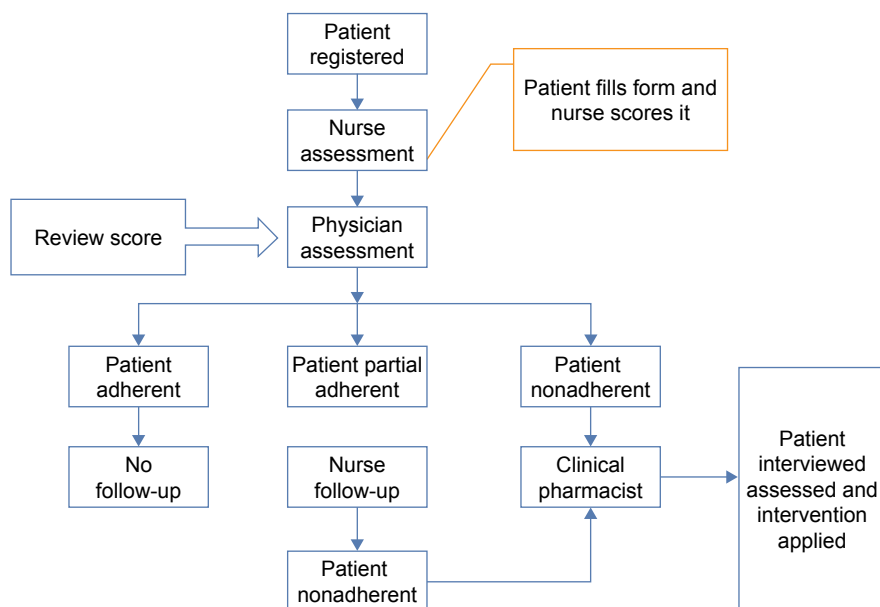 Patient
registered
Patient fills form and
nurse scores it
Nurse
assessment
Review score
Physician
assessment
Patient
adherent
Patient partial
adherent
Patient
nonadherent
No
follow-up
Nurse
follow-up
Clinical
pharmacist
Patient
interviewed
assessed and
intervention
applied
Patient
nonadherent